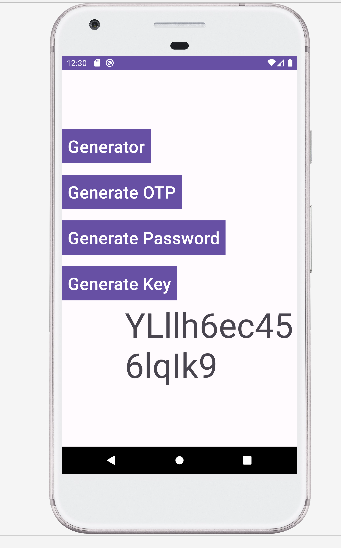 12:30
Generator
Generate OTP
Generate Password
Generate Key
YLllh6ec45
6lqIk9